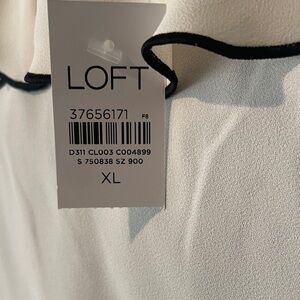 LOFT
37656171 F8
D311 CL003 C004899
S 750838 SZ 900
XL